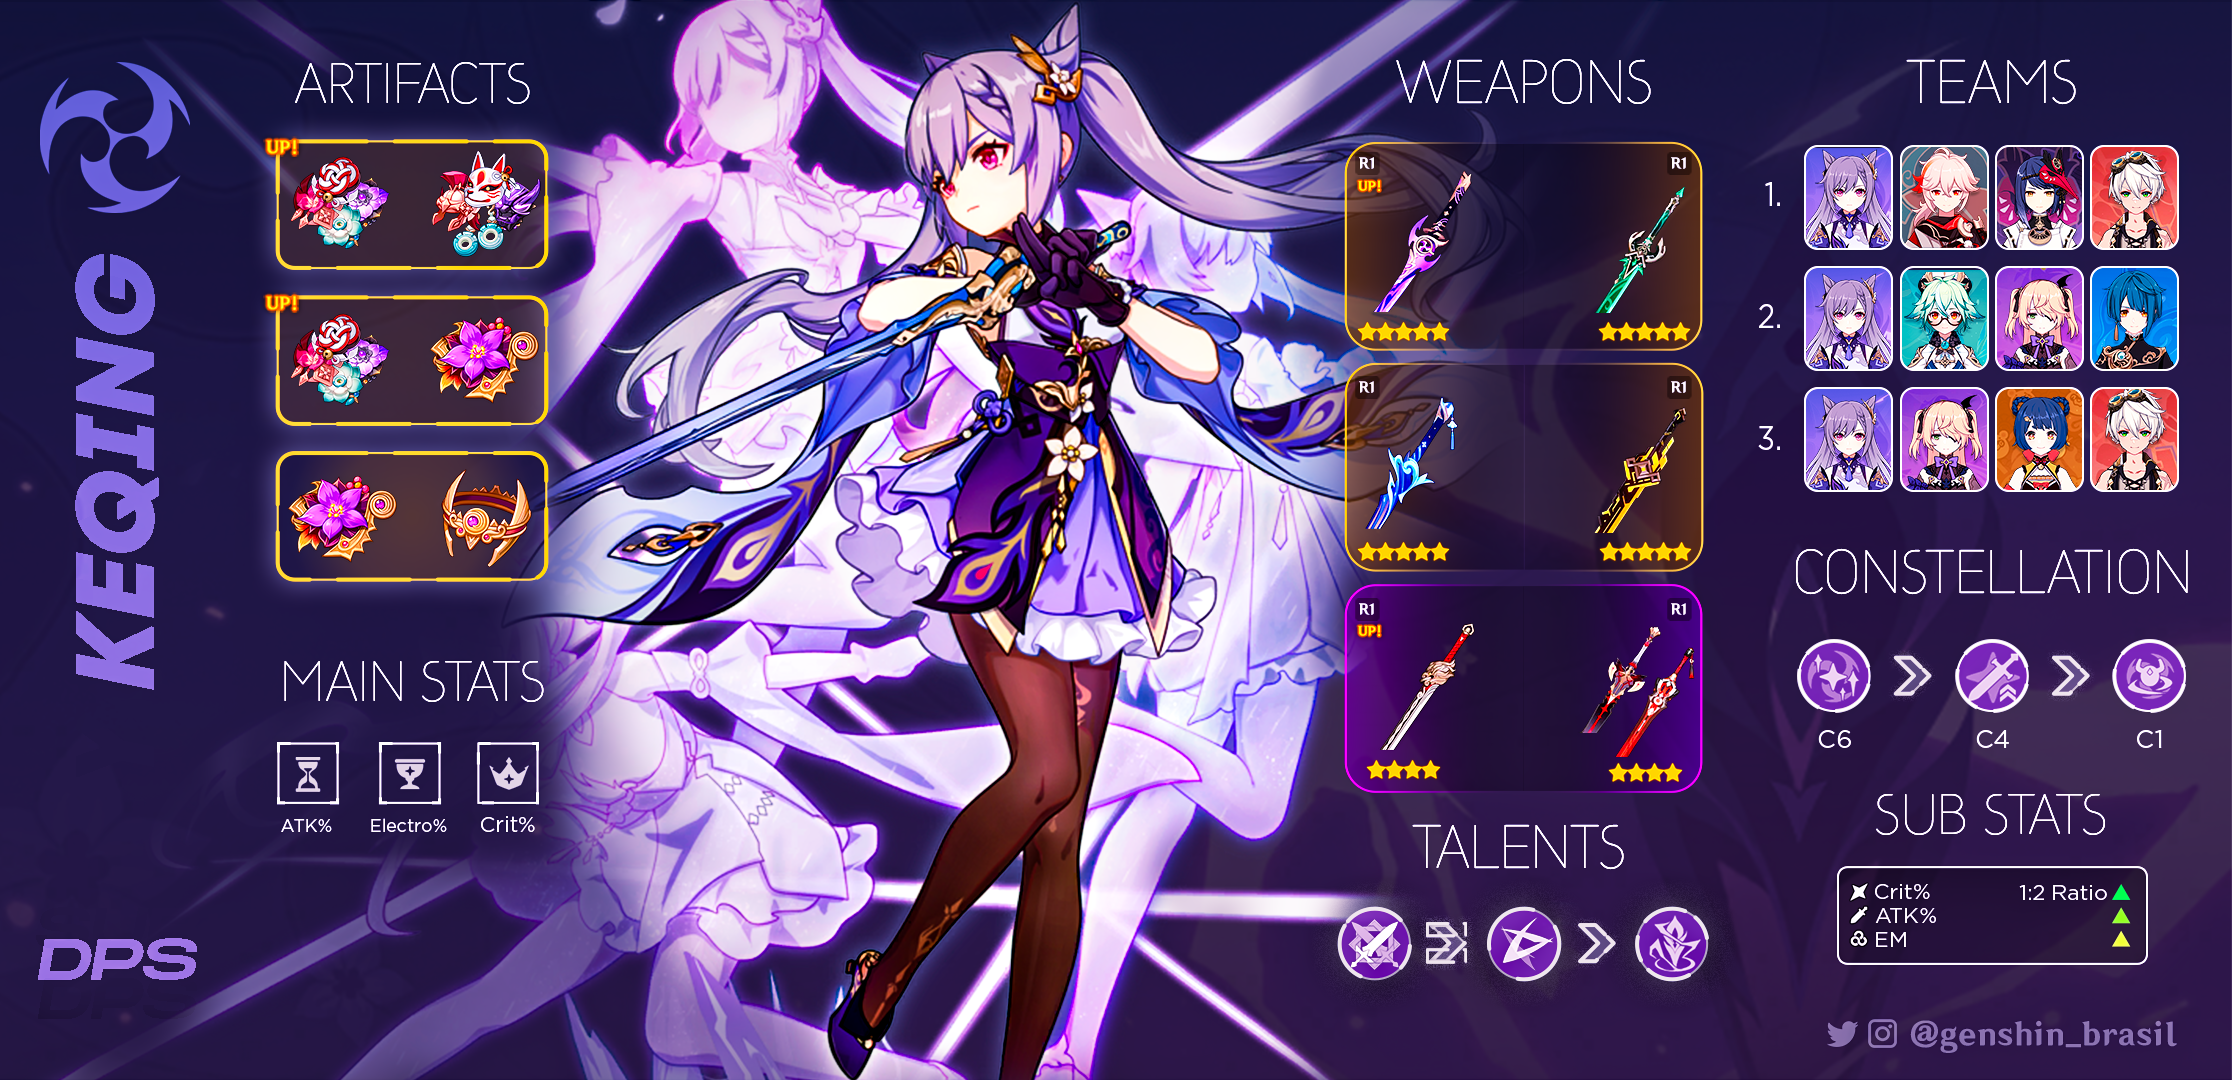 KEQING
DPS
ARTIFACTS
UP!
UP!
MAIN STATS
ATK%
Electro%
Crit%
WEAPONS
R1
R1
UP!
R1
R1
R1
R1
UP!
TALENTS
TEAMS
1.
2.
3.
CONSTELLATION
C6
C4
C1
SUB STATS
Crit% 1:2 Ratio
ATK%
EM
@genshin_brasil